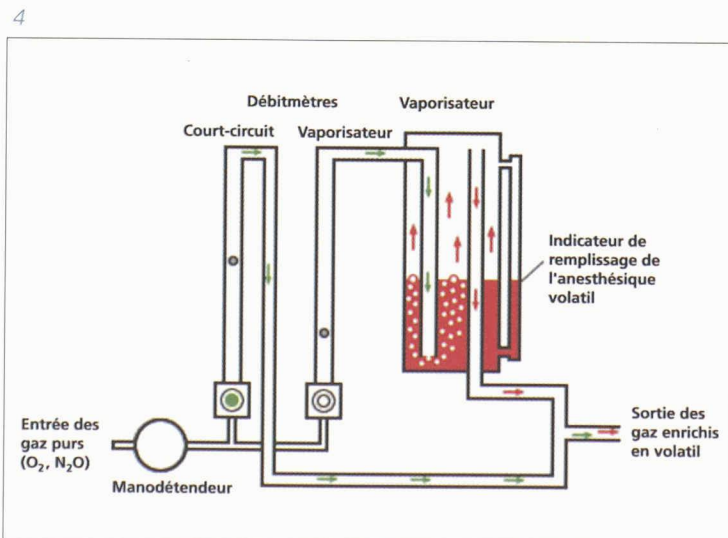 4
Débitmètres
Vaporisateur
Court-circuit
Vaporisateur
Indicateur de
remplissage de
l'anesthésique
volatil
Entrée des
gaz purs
(O₂, N₂O)
Manodétendeur
Sortie des
gaz enrichis
en volatil